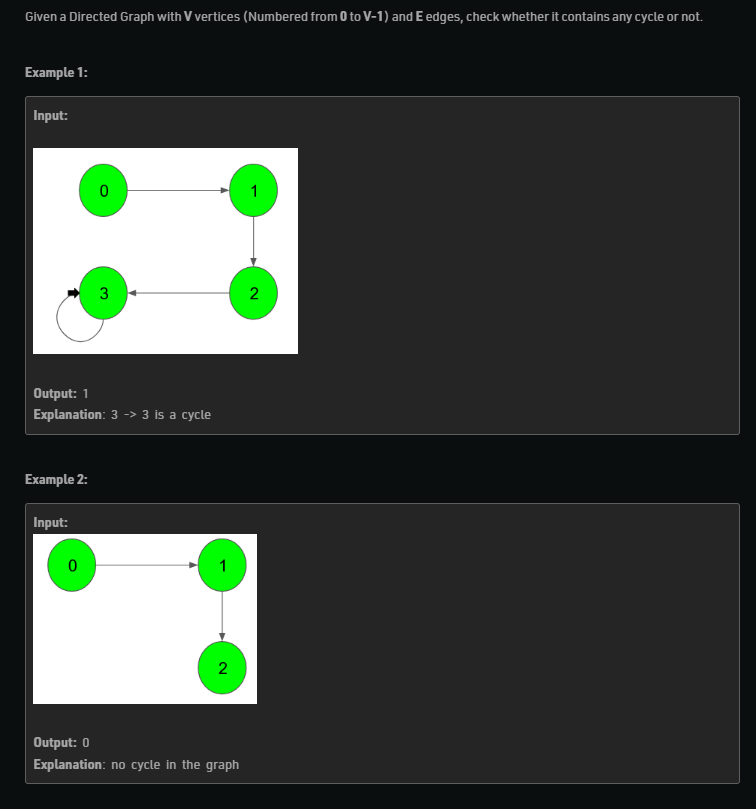 Given a Directed Graph with V vertices (Numbered from 0 to V-1) and E edges, check whether it contains any cycle or not.
Example 1:
Input:
0
1
3
2
Output: 1
Explanation: 3 -> 3 is a cycle
Example 2:
Input:
0
1
2
Output: 0
Explanation: no cycle in the graph